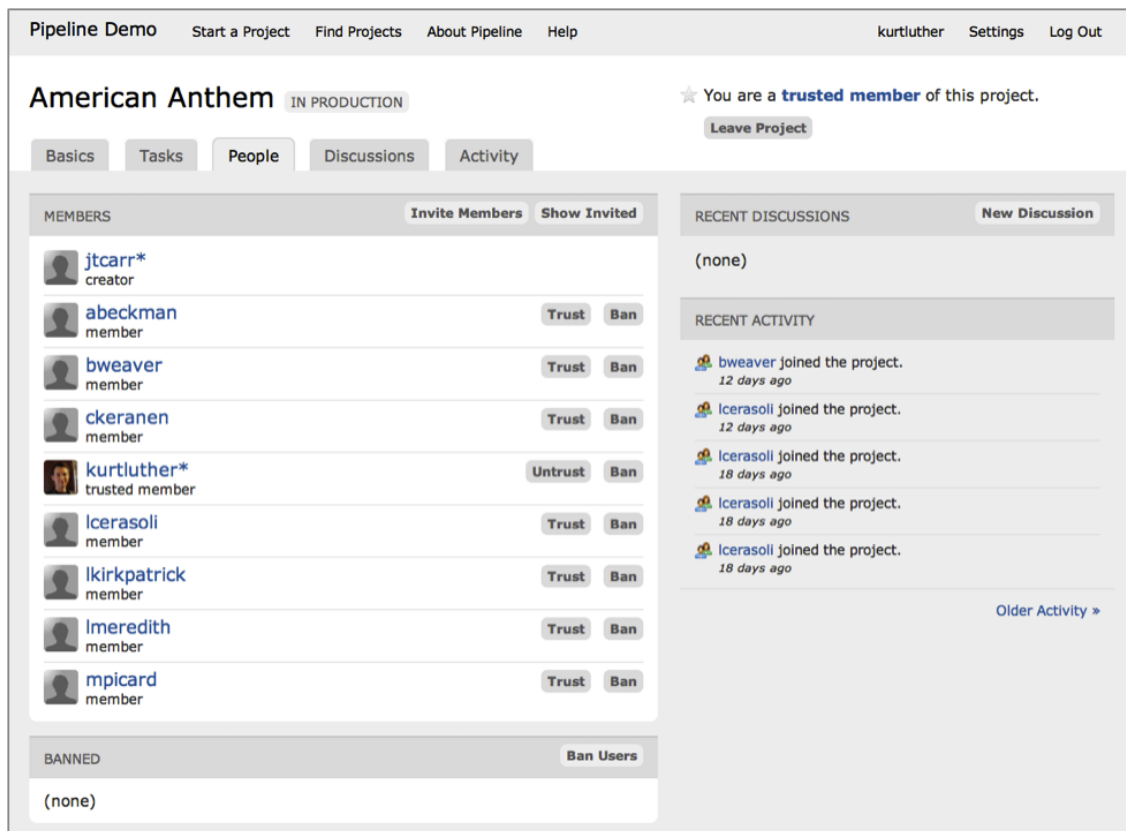 Pipeline Demo Start a Project Find Projects About Pipeline Help kurtluther Settings Log Out
American Anthem IN PRODUCTION
You are a trusted member of this project.
Leave Project
Basics Tasks People Discussions Activity
MEMBERS Invite Members Show Invited
jtcarr*
creator
abeckman
member
Trust Ban
bweaver
member
Trust Ban
ckeranen
member
Trust Ban
kurtluther*
trusted member
Untrust Ban
lcerasoli
member
Trust Ban
lkirkpatrick
member
Trust Ban
lmeredith
member
Trust Ban
mpicard
member
Trust Ban
BANNED Ban Users
(none)
RECENT DISCUSSIONS New Discussion
(none)
RECENT ACTIVITY
bweaver joined the project.
12 days ago
lcerasoli joined the project.
12 days ago
lcerasoli joined the project.
18 days ago
lcerasoli joined the project.
18 days ago
lcerasoli joined the project.
18 days ago
Older Activity »